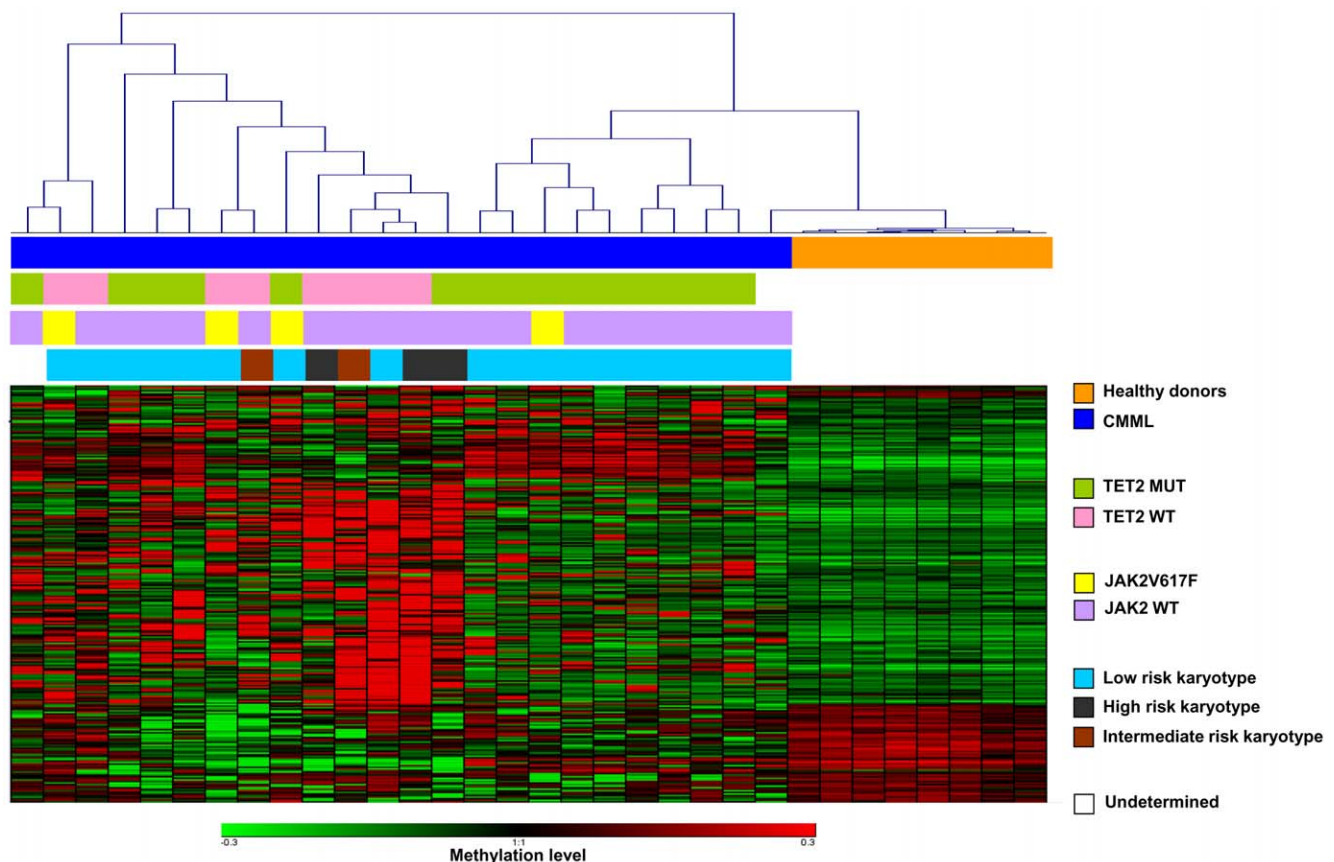 Healthy donors
CMML
TET2 MUT
TET2 WT
JAK2V617F
JAK2 WT
Low risk karyotype
High risk karyotype
Intermediate risk karyotype
Undetermined
-0.3 1:1 0.3
Methylation level